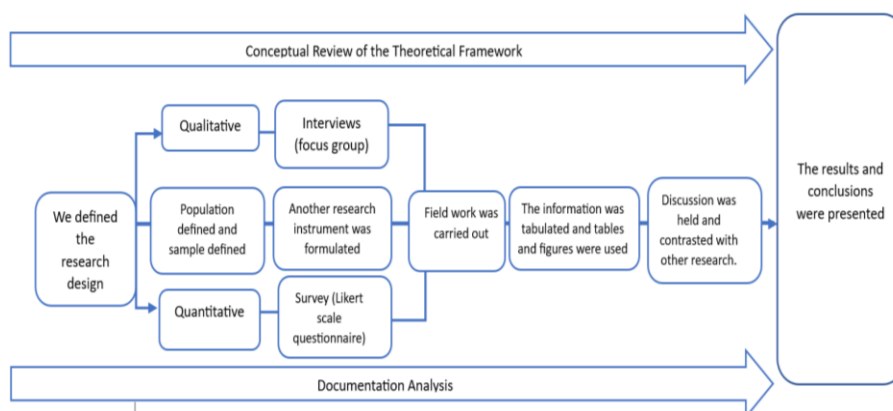 Conceptual Review of the Theoretical Framework
Qualitative
Interviews
(focus group)
We defined
the
research
design
Population
defined and
sample defined
Another research
instrument was
formulated
Field work was
carried out
The information was
tabulated and tables
and figures were used
Discussion was
held and
contrasted with
other research.
The results and
conclusions
were presented
Quantitative
Survey (Likert
scale
questionnaire)
Documentation Analysis